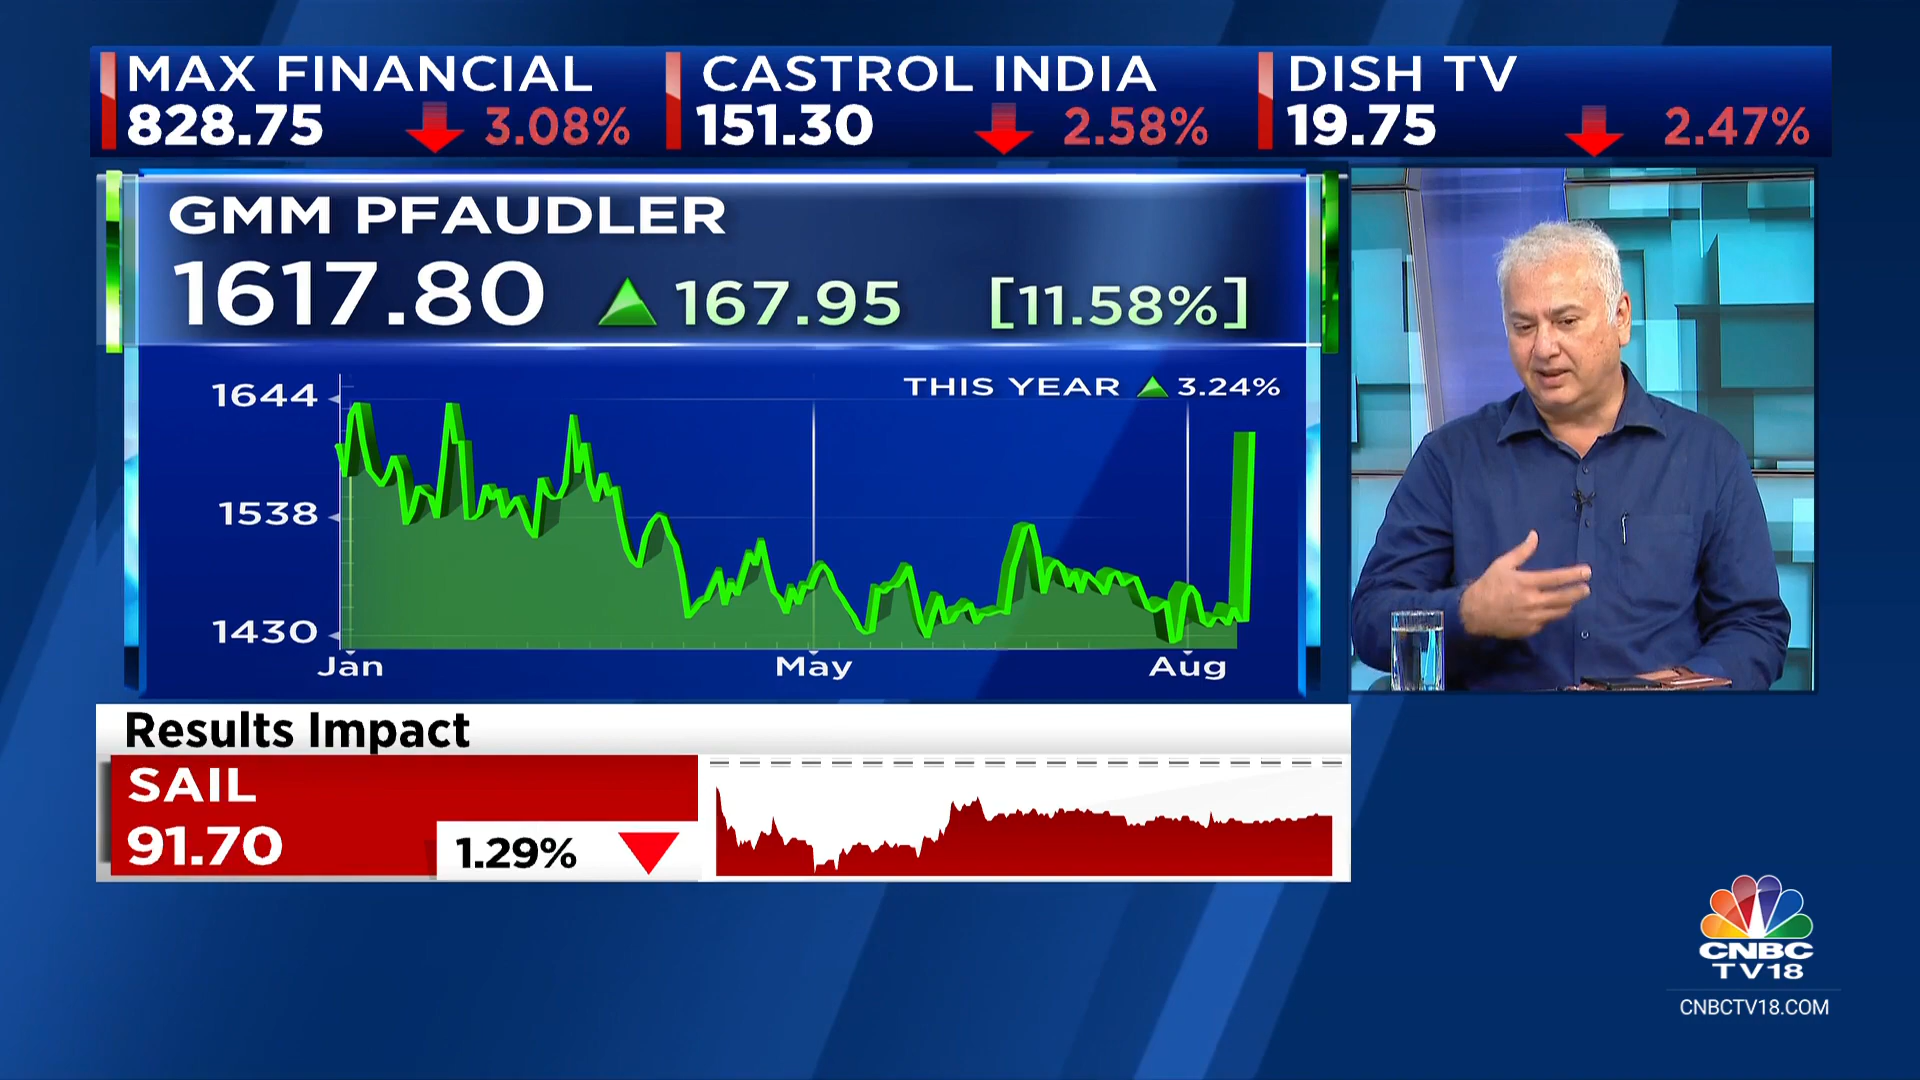 MAX FINANCIAL
828.75 3.08%
CASTROL INDIA
151.30 2.58%
DISH TV
19.75 2.47%
GMM PFAUDLER
1617.80 167.95 [11.58%]
THIS YEAR 3.24%
1644
1538
1430
Jan May Aug
Results Impact
SAIL
91.70 1.29%
CNBC
TV18
CNBCTV18.COM